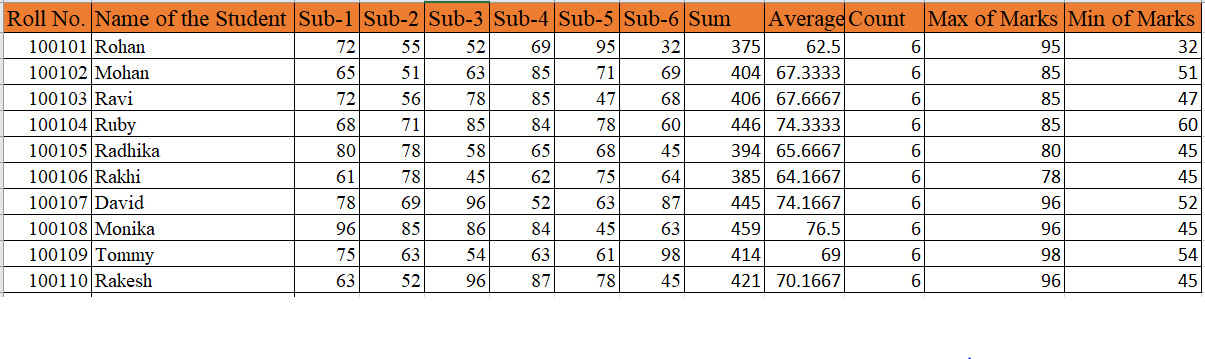 Roll No. Name of the Student Sub-1 Sub-2 Sub-3 Sub-4 Sub-5 Sub-6 Sum Average Count Max of Marks Min of Marks
100101 Rohan 72 55 52 69 95 32 375 62.5 6 95 32
100102 Mohan 65 51 63 85 71 69 404 67.3333 6 85 51
100103 Ravi 72 56 78 85 47 68 406 67.6667 6 85 47
100104 Ruby 68 71 85 84 78 60 446 74.3333 6 85 60
100105 Radhika 80 78 58 65 68 45 394 65.6667 6 80 45
100106 Rakhi 61 78 45 62 75 64 385 64.1667 6 78 45
100107 David 78 69 96 52 63 87 445 74.1667 6 96 52
100108 Monika 96 85 86 84 45 63 459 76.5 6 96 45
100109 Tommy 75 63 54 63 61 98 414 69 6 98 54
100110 Rakesh 63 52 96 87 78 45 421 70.1667 6 96 45